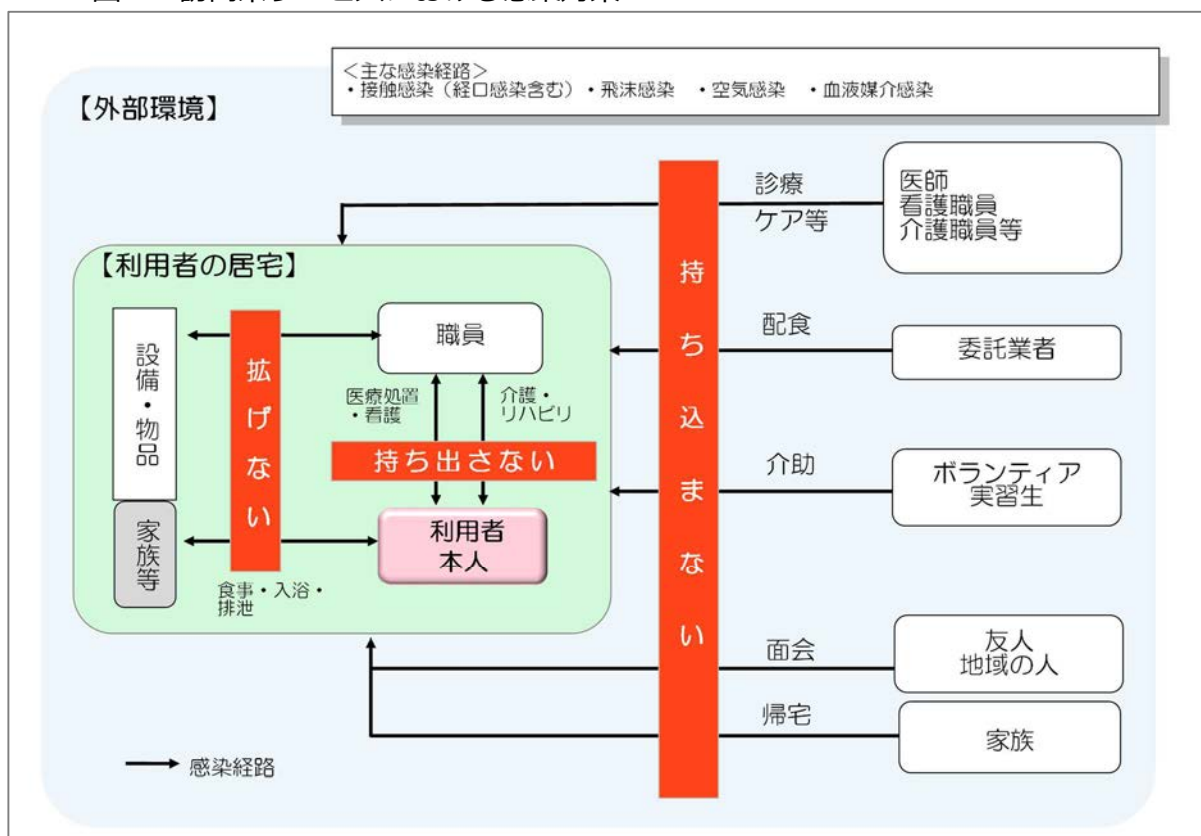 ＜主な感染経路＞
・接触感染（経口感染含む）・飛沫感染　・空気感染　・血液媒介感染
【外部環境】
診療
ケア等
医師
看護職員
介護職員等
【利用者の居宅】
設備・物品
家族等
拡げない
職員
医療処置
・看護
介護・
リハビリ
持ち出さない
利用者
本人
食事・入浴・
排泄
持ち込まない
配食
委託業者
介助
ボランティア
実習生
面会
友人
地域の人
帰宅
家族
感染経路